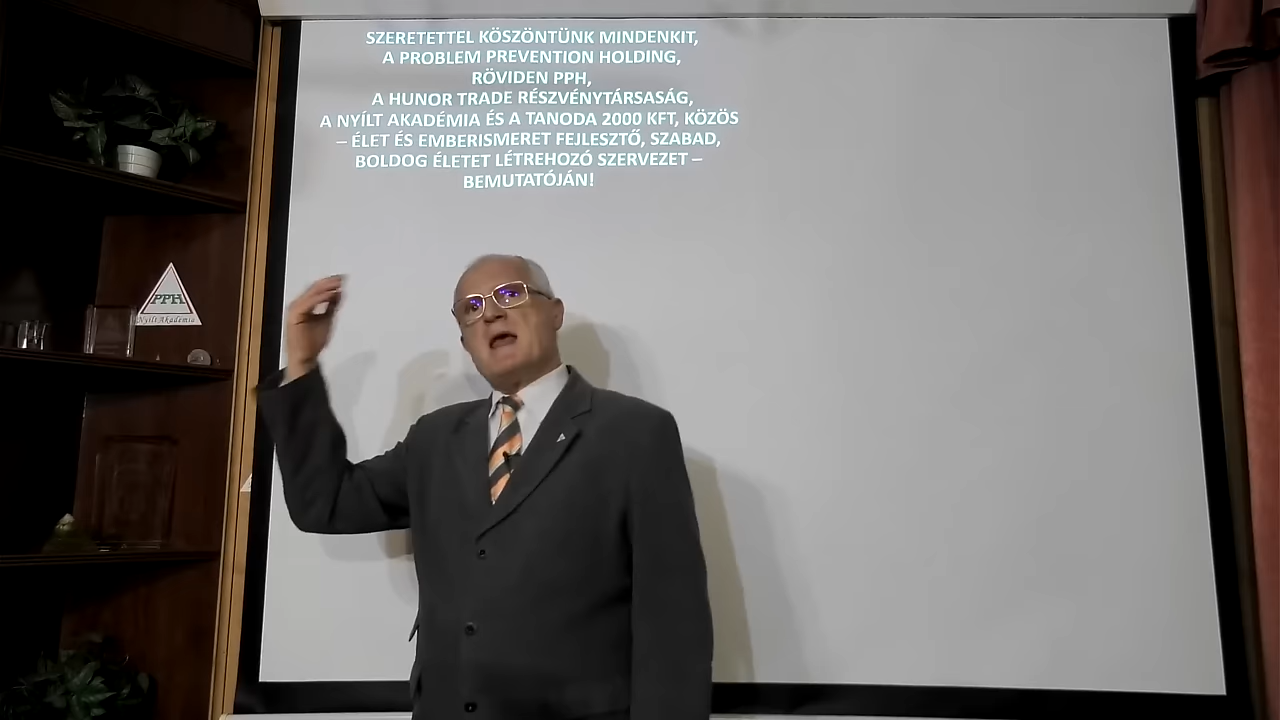 SZERETETTEL KÖSZÖNTÜNK MINDENKIT,
A PROBLEM PREVENTION HOLDING,
RÖVIDEN PPH,
A HUNOR TRADE RÉSZVÉNYTÁRSASÁG,
A NYÍLT AKADÉMIA ÉS A TANODA 2000 KFT, KÖZÖS
– ÉLET ÉS EMBERISMERET FEJLESZTŐ, SZABAD,
BOLDOG ÉLETET LÉTREHOZÓ SZERVEZET –
BEMUTATÓJÁN!
PPH
Nyílt Akadémia